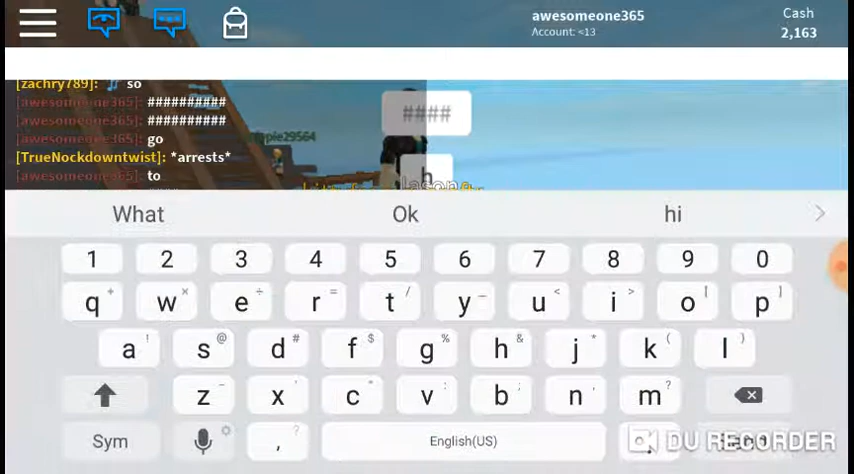 awesomeone365
Account: <13
Cash
2,163
[zachry789]: 🎵 so
[awesomeone365]: ##########
[awesomeone365]: ##########
[awesomeone365]: go
[TrueNockdowntwist]: *arrests*
[awesomeone365]: to
####
h
What Ok hi
1 2 3 4 5 6 7 8 9 0
q + w × e ÷ r = t / y _ u < i > o [ p ]
a ! s @ d # f $ g % h & j * k ( l )
z - x ' c " v : b ; n , m ?
Sym , ? English(US) .
DU RECORDER